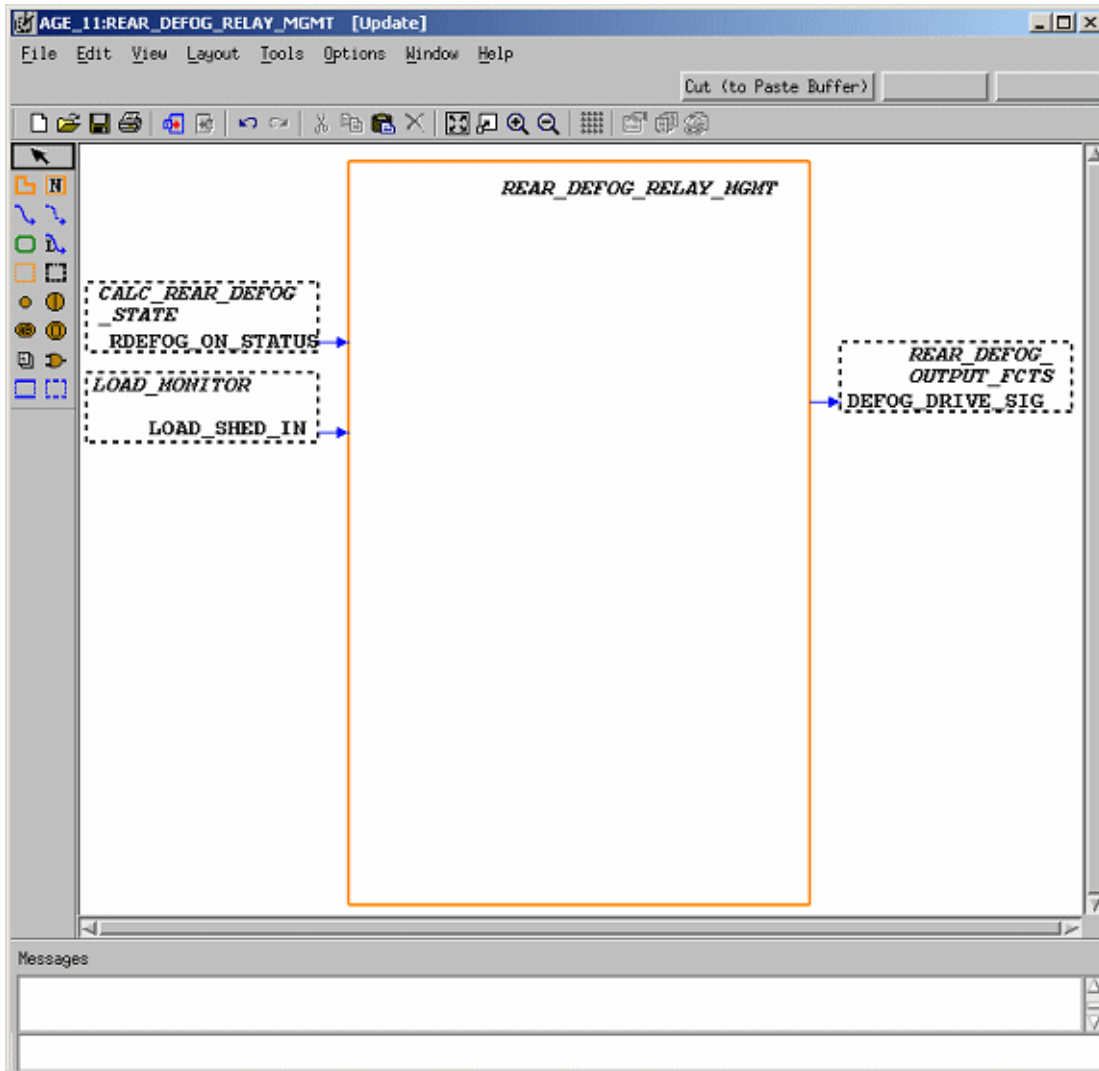 AGE_11:REAR_DEFOG_RELAY_MGMT [Update]
File Edit View Layout Tools Options Window Help
Cut (to Paste Buffer)
REAR_DEFOG_RELAY_MGMT
CALC_REAR_DEFOG
_STATE
RDEFOG_ON_STATUS
LOAD_MONITOR
LOAD_SHED_IN
REAR_DEFOG_
OUTPUT_FCTS
DEFOG_DRIVE_SIG
Messages